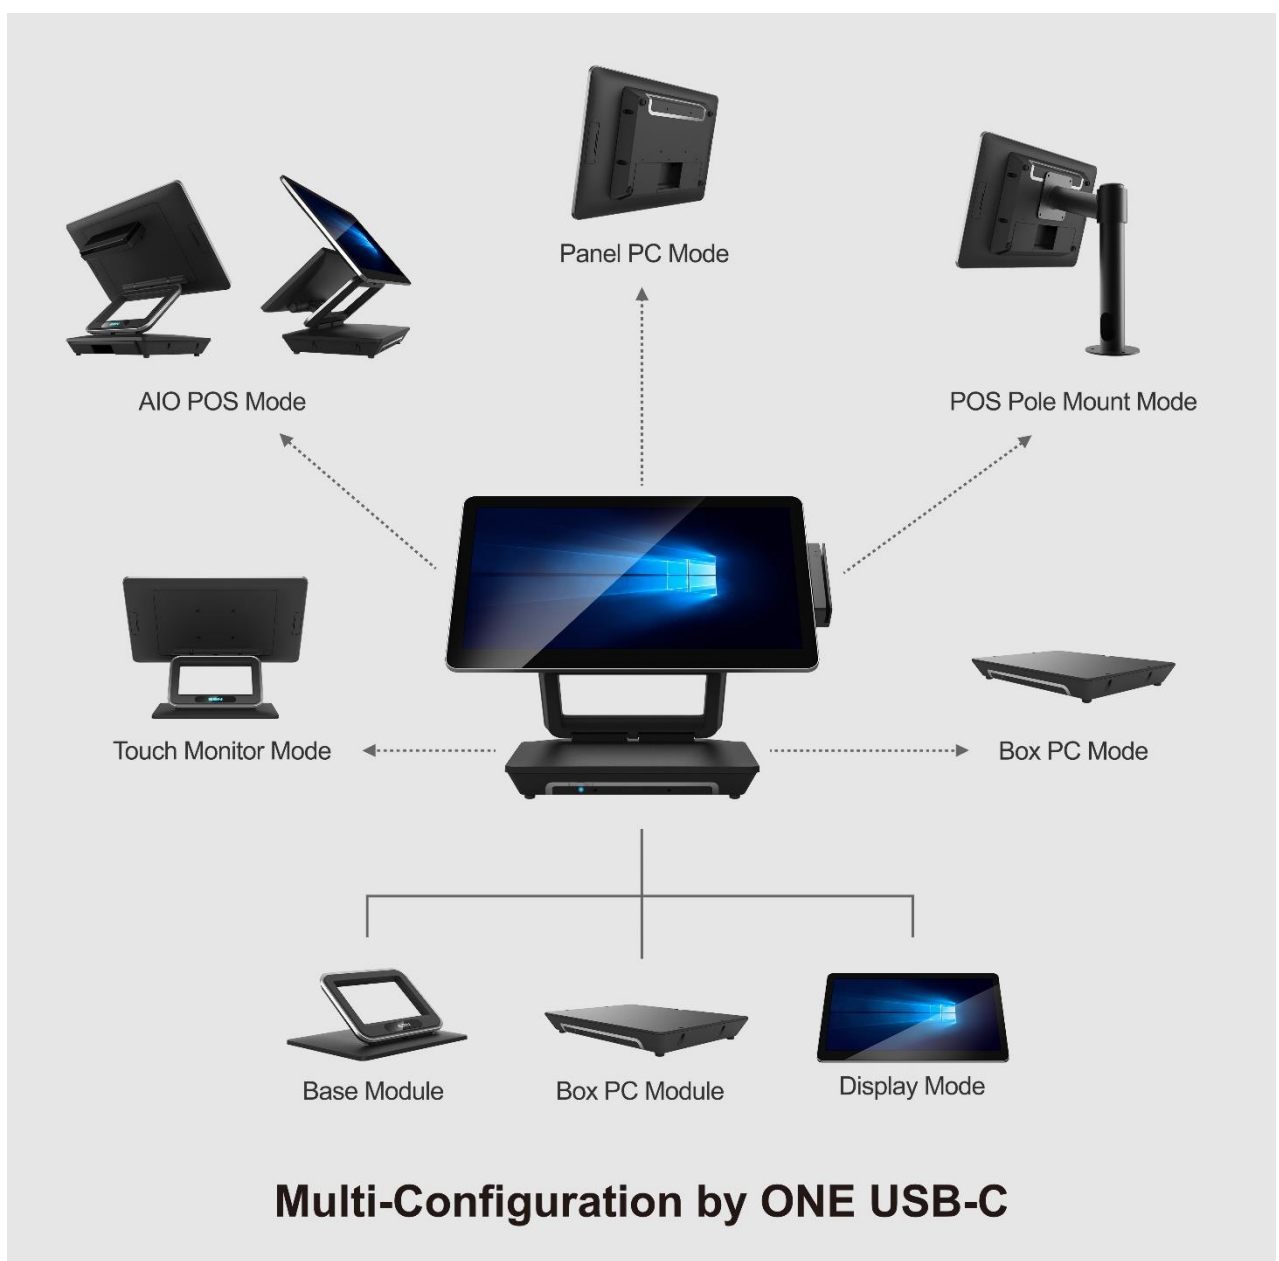 Panel PC Mode
AIO POS Mode
POS Pole Mount Mode
Touch Monitor Mode
Box PC Mode
Base Module
Box PC Module
Display Mode
Multi-Configuration by ONE USB-C